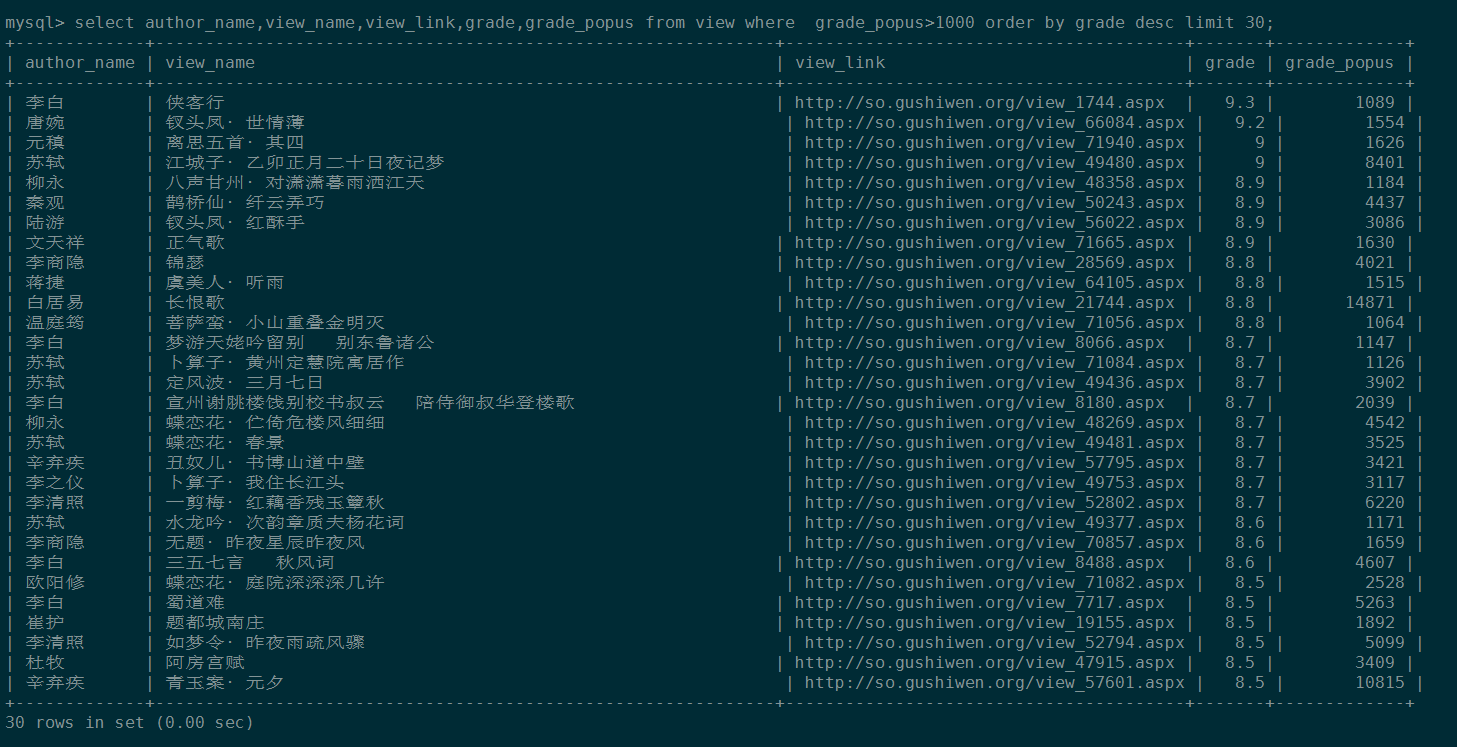 mysql> select author_name,view_name,view_link,grade,grade_popus from view where  grade_popus>1000 order by grade desc limit 30;
+-------------+--------------------------------------------------------------+----------------------------------------+-------+-------------+
| author_name | view_name | view_link | grade | grade_popus |
+-------------+--------------------------------------------------------------+----------------------------------------+-------+-------------+
| 李白 | 侠客行 | http://so.gushiwen.org/view_1744.aspx | 9.3 | 1089 |
| 唐婉 | 钗头凤·世情薄 | http://so.gushiwen.org/view_66084.aspx | 9.2 | 1554 |
| 元稹 | 离思五首·其四 | http://so.gushiwen.org/view_71940.aspx | 9 | 1626 |
| 苏轼 | 江城子·乙卯正月二十日夜记梦 | http://so.gushiwen.org/view_49480.aspx | 9 | 8401 |
| 柳永 | 八声甘州·对潇潇暮雨洒江天 | http://so.gushiwen.org/view_48358.aspx | 8.9 | 1184 |
| 秦观 | 鹊桥仙·纤云弄巧 | http://so.gushiwen.org/view_50243.aspx | 8.9 | 4437 |
| 陆游 | 钗头凤·红酥手 | http://so.gushiwen.org/view_56022.aspx | 8.9 | 3086 |
| 文天祥 | 正气歌 | http://so.gushiwen.org/view_71665.aspx | 8.9 | 1630 |
| 李商隐 | 锦瑟 | http://so.gushiwen.org/view_28569.aspx | 8.8 | 4021 |
| 蒋捷 | 虞美人·听雨 | http://so.gushiwen.org/view_64105.aspx | 8.8 | 1515 |
| 白居易 | 长恨歌 | http://so.gushiwen.org/view_21744.aspx | 8.8 | 14871 |
| 温庭筠 | 菩萨蛮·小山重叠金明灭 | http://so.gushiwen.org/view_71056.aspx | 8.8 | 1064 |
| 李白 | 梦游天姥吟留别   别东鲁诸公 | http://so.gushiwen.org/view_8066.aspx | 8.7 | 1147 |
| 苏轼 | 卜算子·黄州定慧院寓居作 | http://so.gushiwen.org/view_71084.aspx | 8.7 | 1126 |
| 苏轼 | 定风波·三月七日 | http://so.gushiwen.org/view_49436.aspx | 8.7 | 3902 |
| 李白 | 宣州谢脁楼饯别校书叔云   陪侍御叔华登楼歌 | http://so.gushiwen.org/view_8180.aspx | 8.7 | 2039 |
| 柳永 | 蝶恋花·伫倚危楼风细细 | http://so.gushiwen.org/view_48269.aspx | 8.7 | 4542 |
| 苏轼 | 蝶恋花·春景 | http://so.gushiwen.org/view_49481.aspx | 8.7 | 3525 |
| 辛弃疾 | 丑奴儿·书博山道中壁 | http://so.gushiwen.org/view_57795.aspx | 8.7 | 3421 |
| 李之仪 | 卜算子·我住长江头 | http://so.gushiwen.org/view_49753.aspx | 8.7 | 3117 |
| 李清照 | 一剪梅·红藕香残玉簟秋 | http://so.gushiwen.org/view_52802.aspx | 8.7 | 6220 |
| 苏轼 | 水龙吟·次韵章质夫杨花词 | http://so.gushiwen.org/view_49377.aspx | 8.6 | 1171 |
| 李商隐 | 无题·昨夜星辰昨夜风 | http://so.gushiwen.org/view_70857.aspx | 8.6 | 1659 |
| 李白 | 三五七言   秋风词 | http://so.gushiwen.org/view_8488.aspx | 8.6 | 4607 |
| 欧阳修 | 蝶恋花·庭院深深深几许 | http://so.gushiwen.org/view_71082.aspx | 8.5 | 2528 |
| 李白 | 蜀道难 | http://so.gushiwen.org/view_7717.aspx | 8.5 | 5263 |
| 崔护 | 题都城南庄 | http://so.gushiwen.org/view_19155.aspx | 8.5 | 1892 |
| 李清照 | 如梦令·昨夜雨疏风骤 | http://so.gushiwen.org/view_52794.aspx | 8.5 | 5099 |
| 杜牧 | 阿房宫赋 | http://so.gushiwen.org/view_47915.aspx | 8.5 | 3409 |
| 辛弃疾 | 青玉案·元夕 | http://so.gushiwen.org/view_57601.aspx | 8.5 | 10815 |
+-------------+--------------------------------------------------------------+----------------------------------------+-------+-------------+
30 rows in set (0.00 sec)